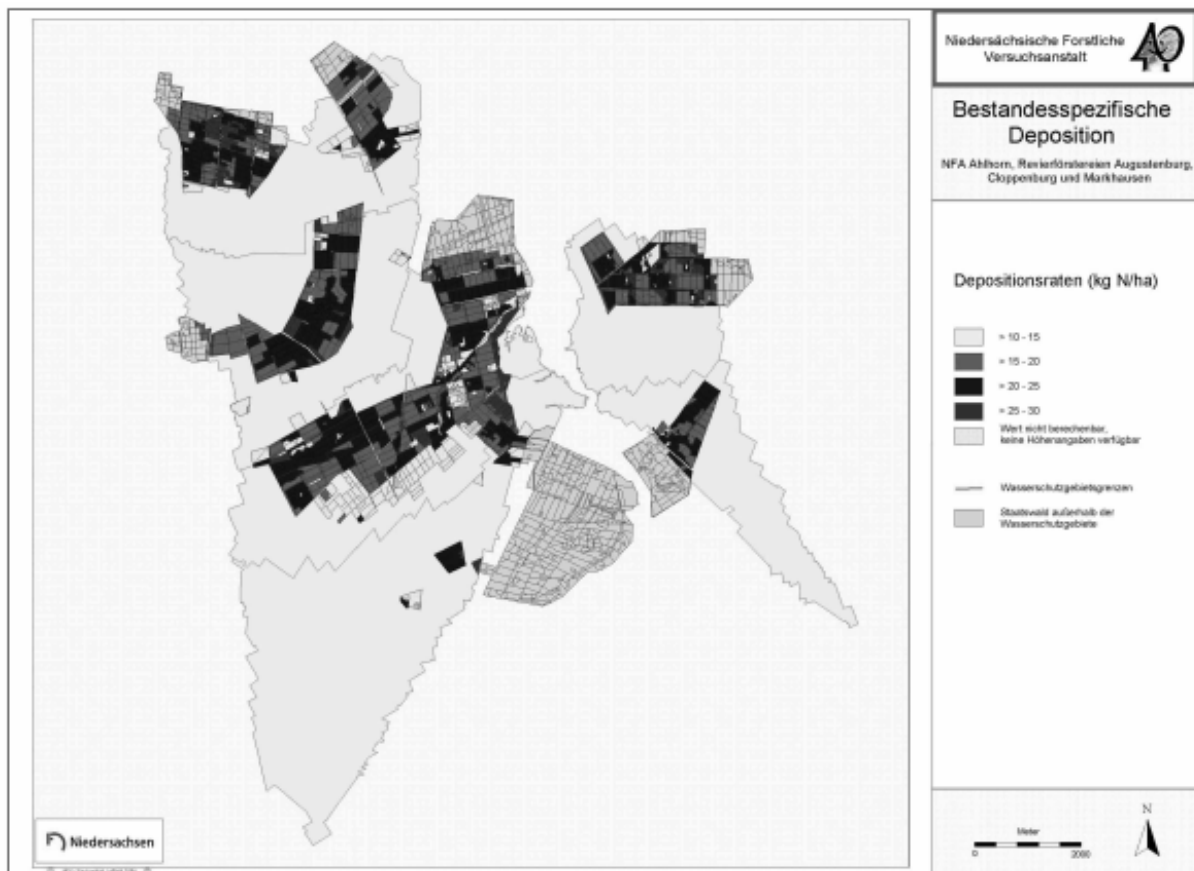 Niedersächsische Forstliche
Versuchsanstalt
Bestandesspezifische
Deposition
NFA Ahlhorn, Revierförstereien Augustenburg,
Cloppenburg und Markhausen
Depositionsraten (kg N/ha)
> 10 - 15
> 15 - 20
> 20 - 25
> 25 - 30
Wert nicht berechenbar,
keine Höhenangaben verfügbar
Wasserschutzgebietsgrenzen
Staatswald außerhalb der
Wasserschutzgebiete
Niedersachsen
N
Meter
0 2000